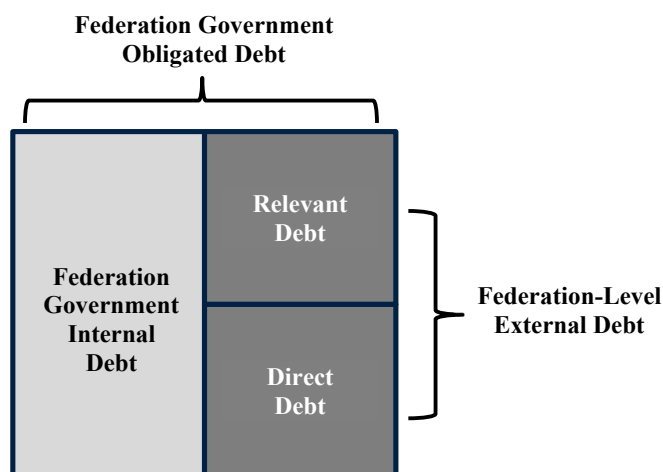 Federation Government
Obligated Debt
Relevant
Debt
Federation
Government
Internal
Debt
Federation-Level
External Debt
Direct
Debt